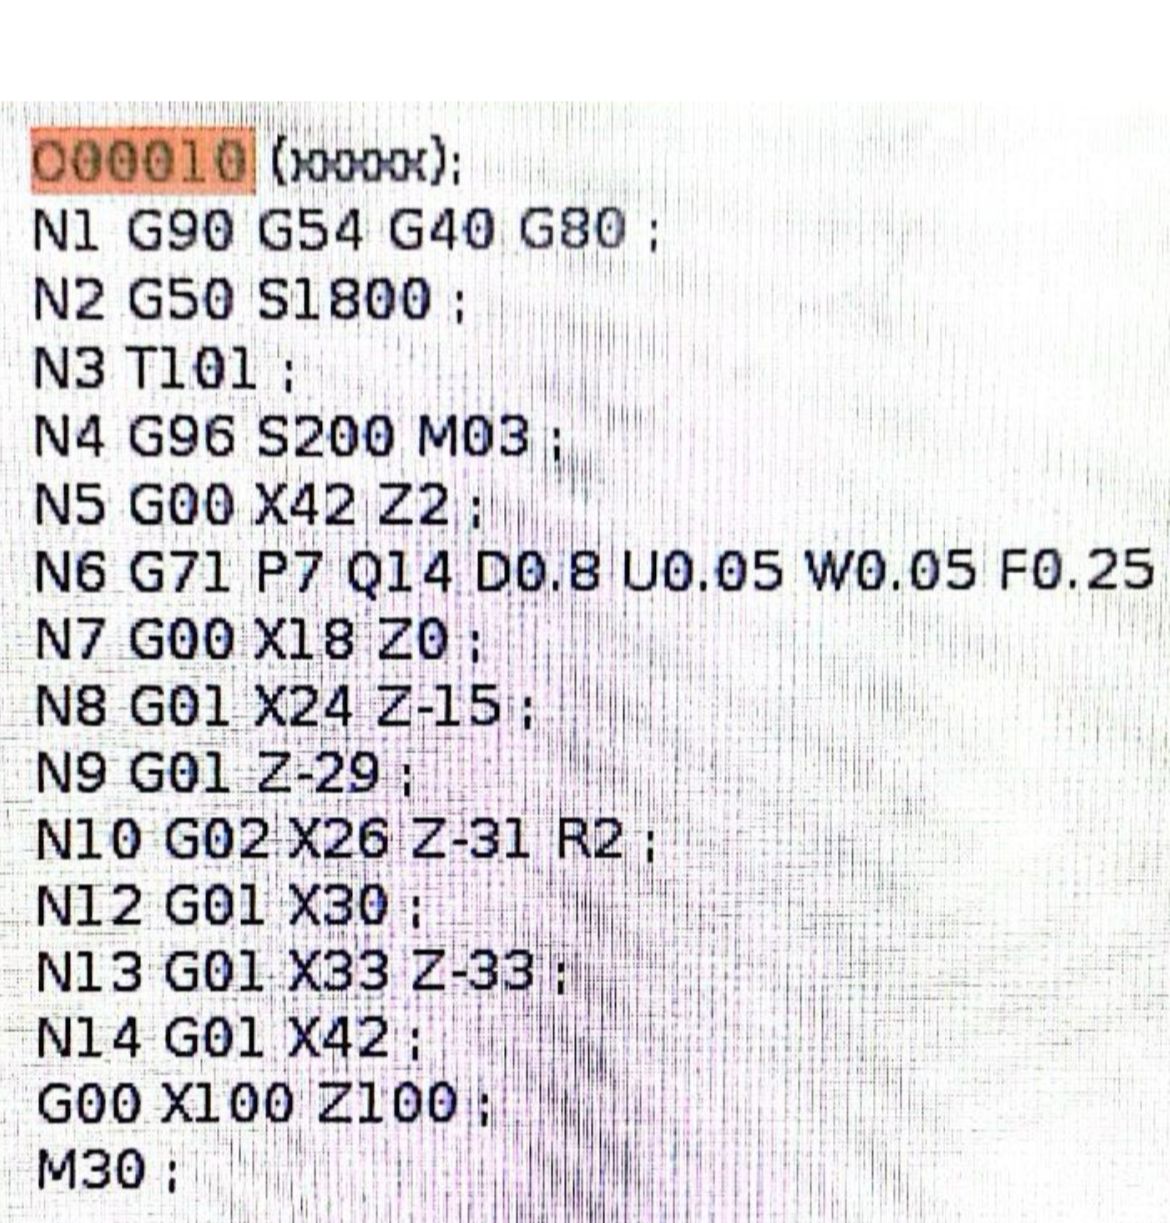 O00010 (xxxxx);
N1 G90 G54 G40 G80 ;
N2 G50 S1800 ;
N3 T101 ;
N4 G96 S200 M03 ;
N5 G00 X42 Z2 ;
N6 G71 P7 Q14 D0.8 U0.05 W0.05 F0.25
N7 G00 X18 Z0 ;
N8 G01 X24 Z-15 ;
N9 G01 Z-29 ;
N10 G02 X26 Z-31 R2 ;
N12 G01 X30 ;
N13 G01 X33 Z-33 ;
N14 G01 X42 ;
G00 X100 Z100 ;
M30 ;